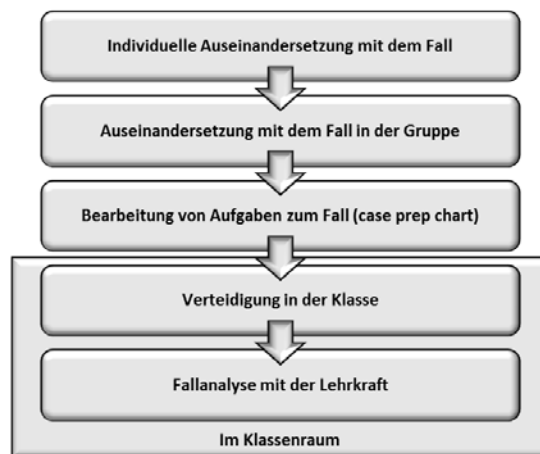 Individuelle Auseinandersetzung mit dem Fall
Auseinandersetzung mit dem Fall in der Gruppe
Bearbeitung von Aufgaben zum Fall (case prep chart)
Verteidigung in der Klasse
Fallanalyse mit der Lehrkraft
Im Klassenraum